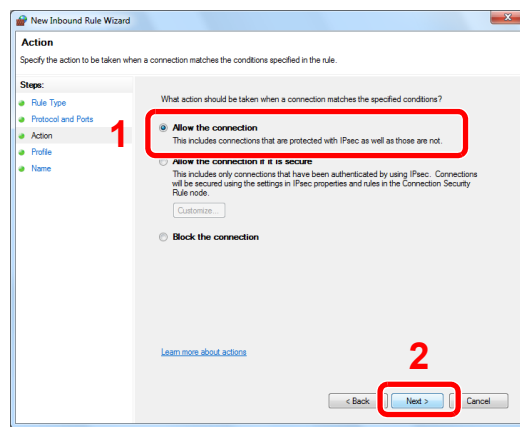 New Inbound Rule Wizard
Action
Specify the action to be taken when a connection matches the conditions specified in the rule.
Steps:
Rule Type
Protocol and Ports
Action
Profile
Name
1
What action should be taken when a connection matches the specified conditions?
Allow the connection
This includes connections that are protected with IPsec as well as those are not.
Allow the connection if it is secure
This includes only connections that have been authenticated by using IPsec. Connections
will be secured using the settings in IPsec properties and rules in the Connection Security
Rule node.
Customize...
Block the connection
Learn more about actions
2
< Back
Next >
Cancel